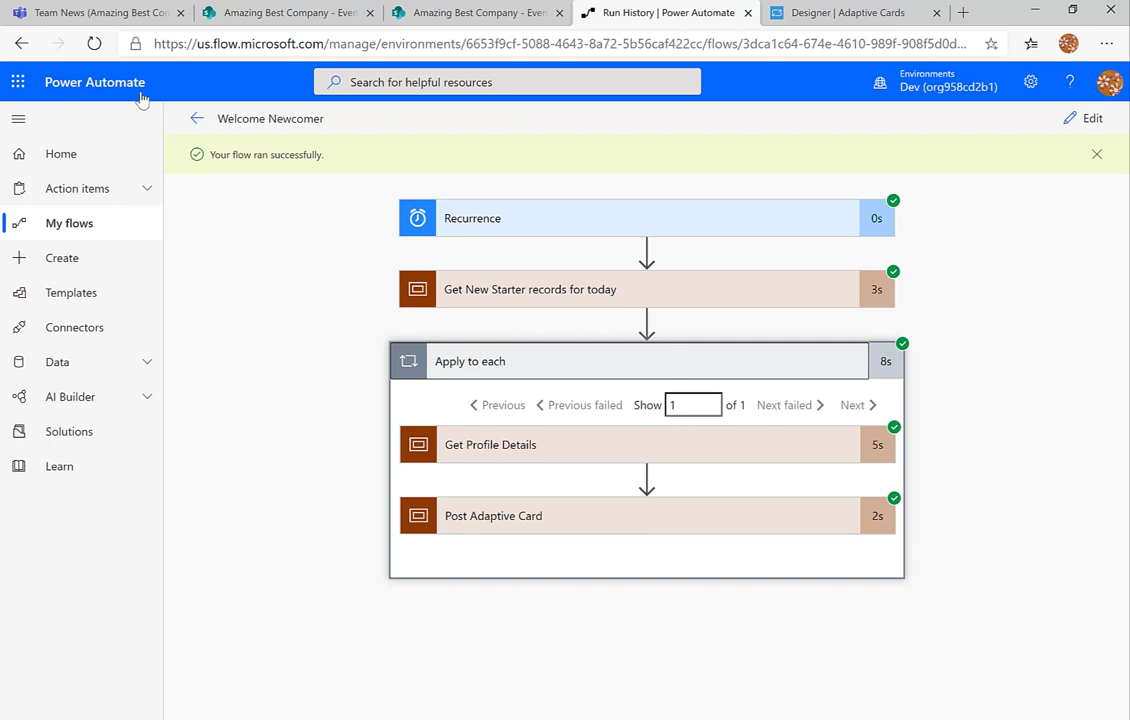 Team News (Amazing Best Co
Amazing Best Company - Even
Amazing Best Company - Even
Run History | Power Automate
Designer | Adaptive Cards
https://us.flow.microsoft.com/manage/environments/6653f9cf-5088-4643-8a72-5b56caf422cc/flows/3dca1c64-674e-4610-989f-908f5d0d...
Power Automate
Search for helpful resources
Environments
Dev (org958cd2b1)
?
Welcome Newcomer
Edit
Your flow ran successfully.
Home
Action items
My flows
Create
Templates
Connectors
Data
AI Builder
Solutions
Learn
Recurrence
0s
Get New Starter records for today
3s
Apply to each
8s
Previous
Previous failed
Show
1
of 1
Next failed
Next
Get Profile Details
5s
Post Adaptive Card
2s